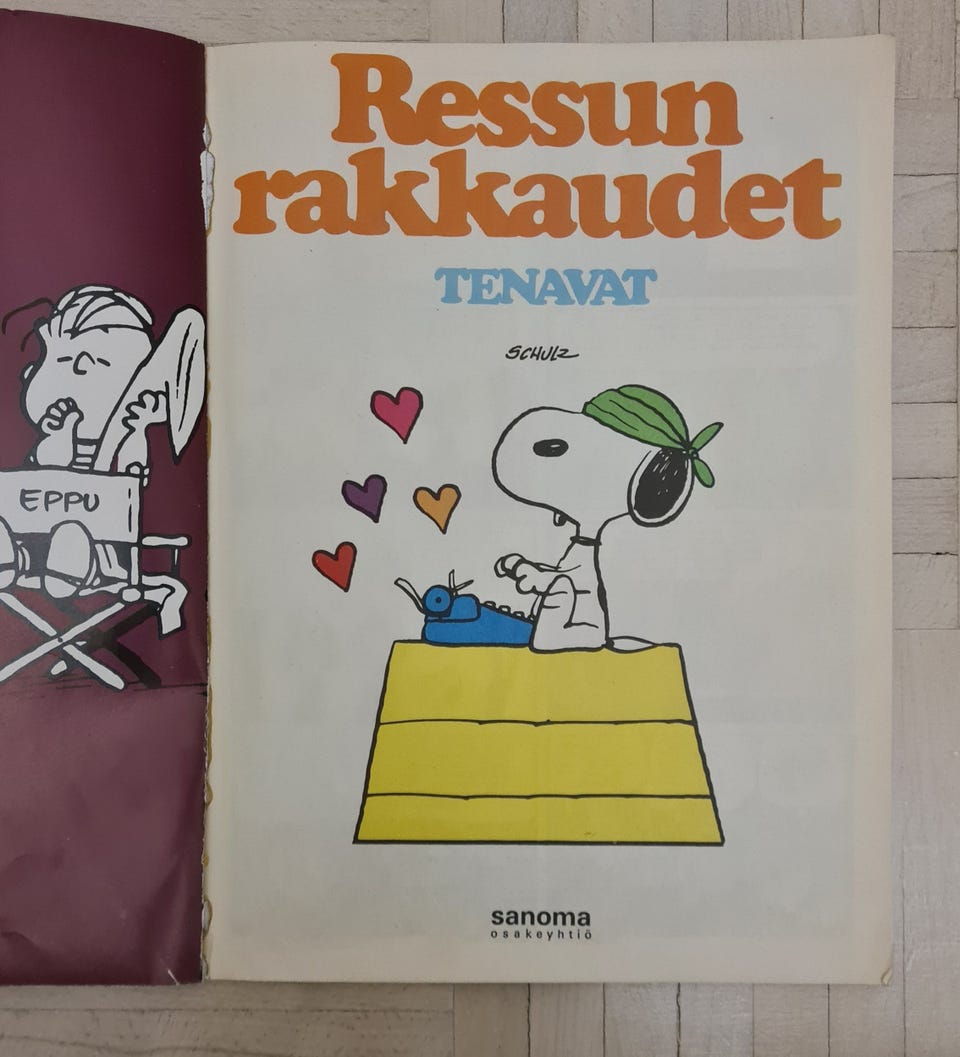 EPPU
Ressun
rakkaudet
TENAVAT
SCHULZ
sanoma
osakeyhtiö